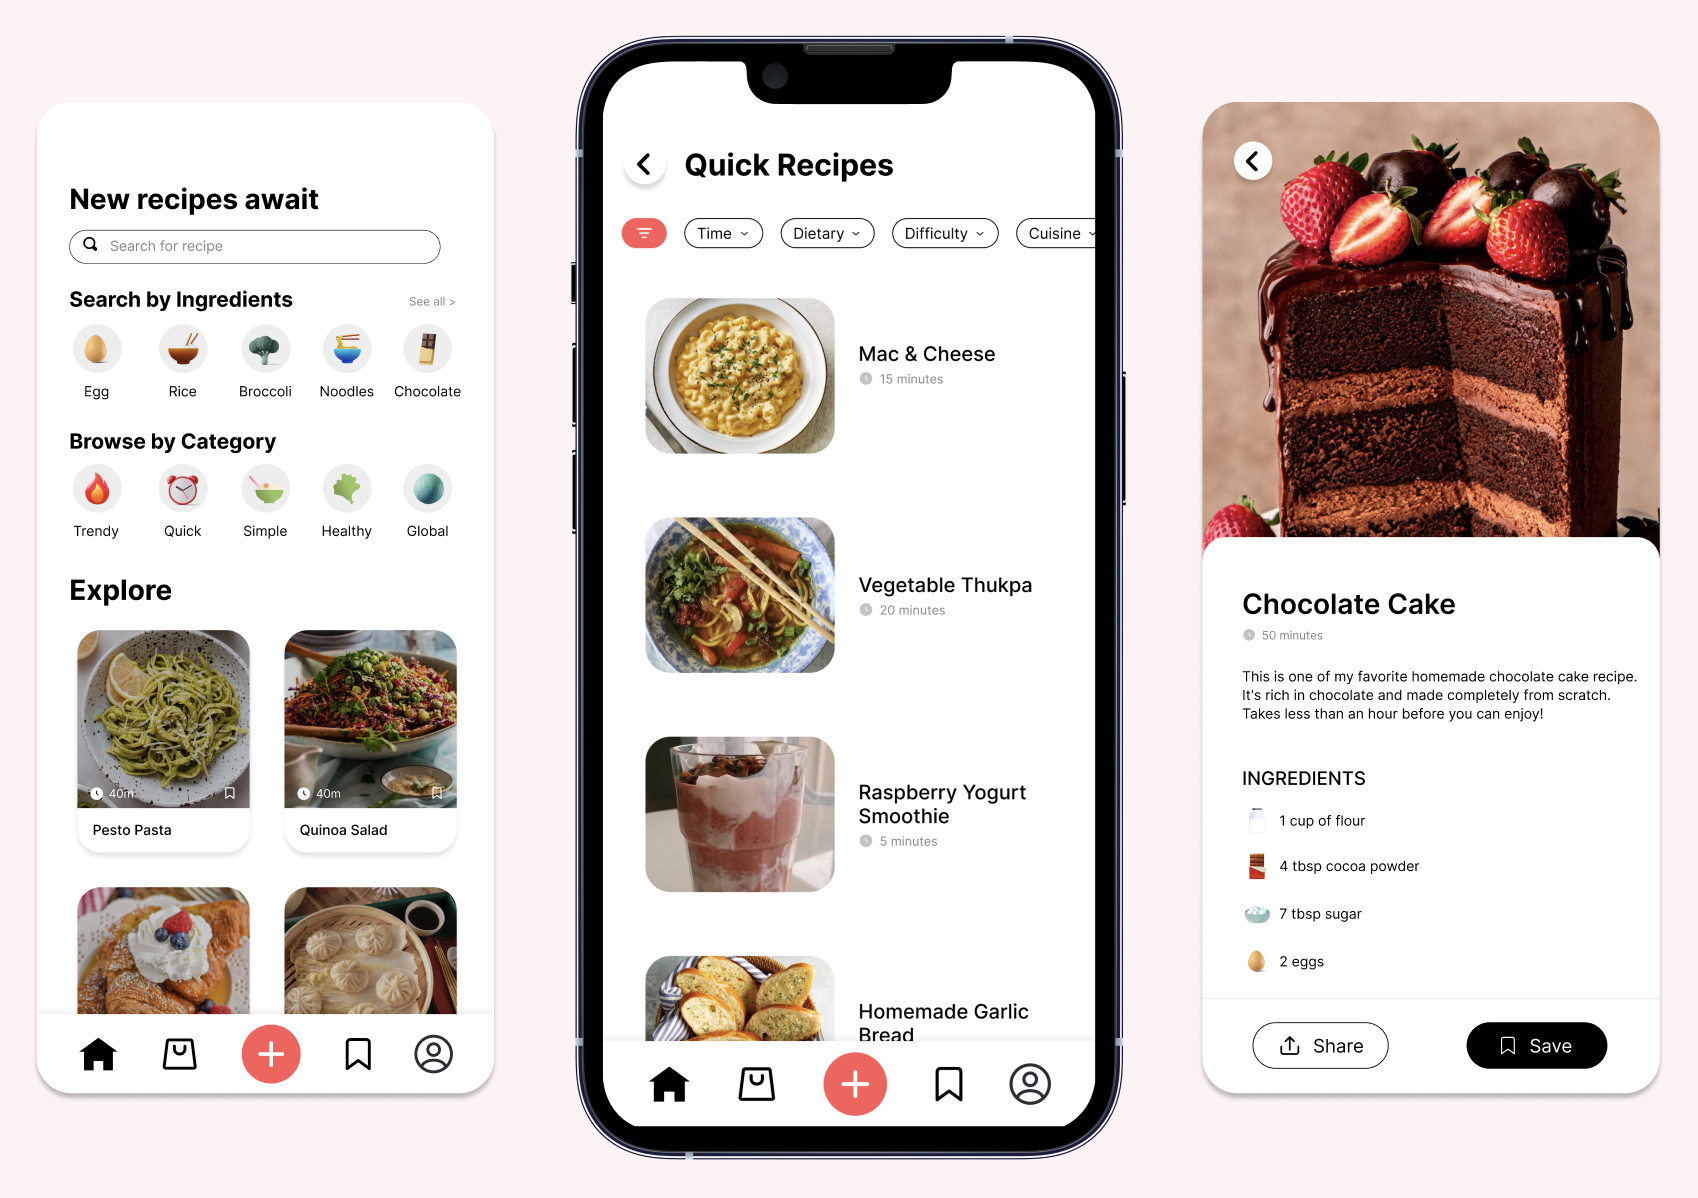 New recipes await
Search for recipe
Search by Ingredients
See all >
Egg
Rice
Broccoli
Noodles
Chocolate
Browse by Category
Trendy
Quick
Simple
Healthy
Global
Explore
40m
40m
Pesto Pasta
Quinoa Salad
Quick Recipes
Time
Dietary
Difficulty
Cuisine
Mac & Cheese
15 minutes
Vegetable Thukpa
20 minutes
Raspberry Yogurt
Smoothie
5 minutes
Homemade Garlic
Bread
Chocolate Cake
50 minutes
This is one of my favorite homemade chocolate cake recipe.
It's rich in chocolate and made completely from scratch.
Takes less than an hour before you can enjoy!
INGREDIENTS
1 cup of flour
4 tbsp cocoa powder
7 tbsp sugar
2 eggs
Share
Save